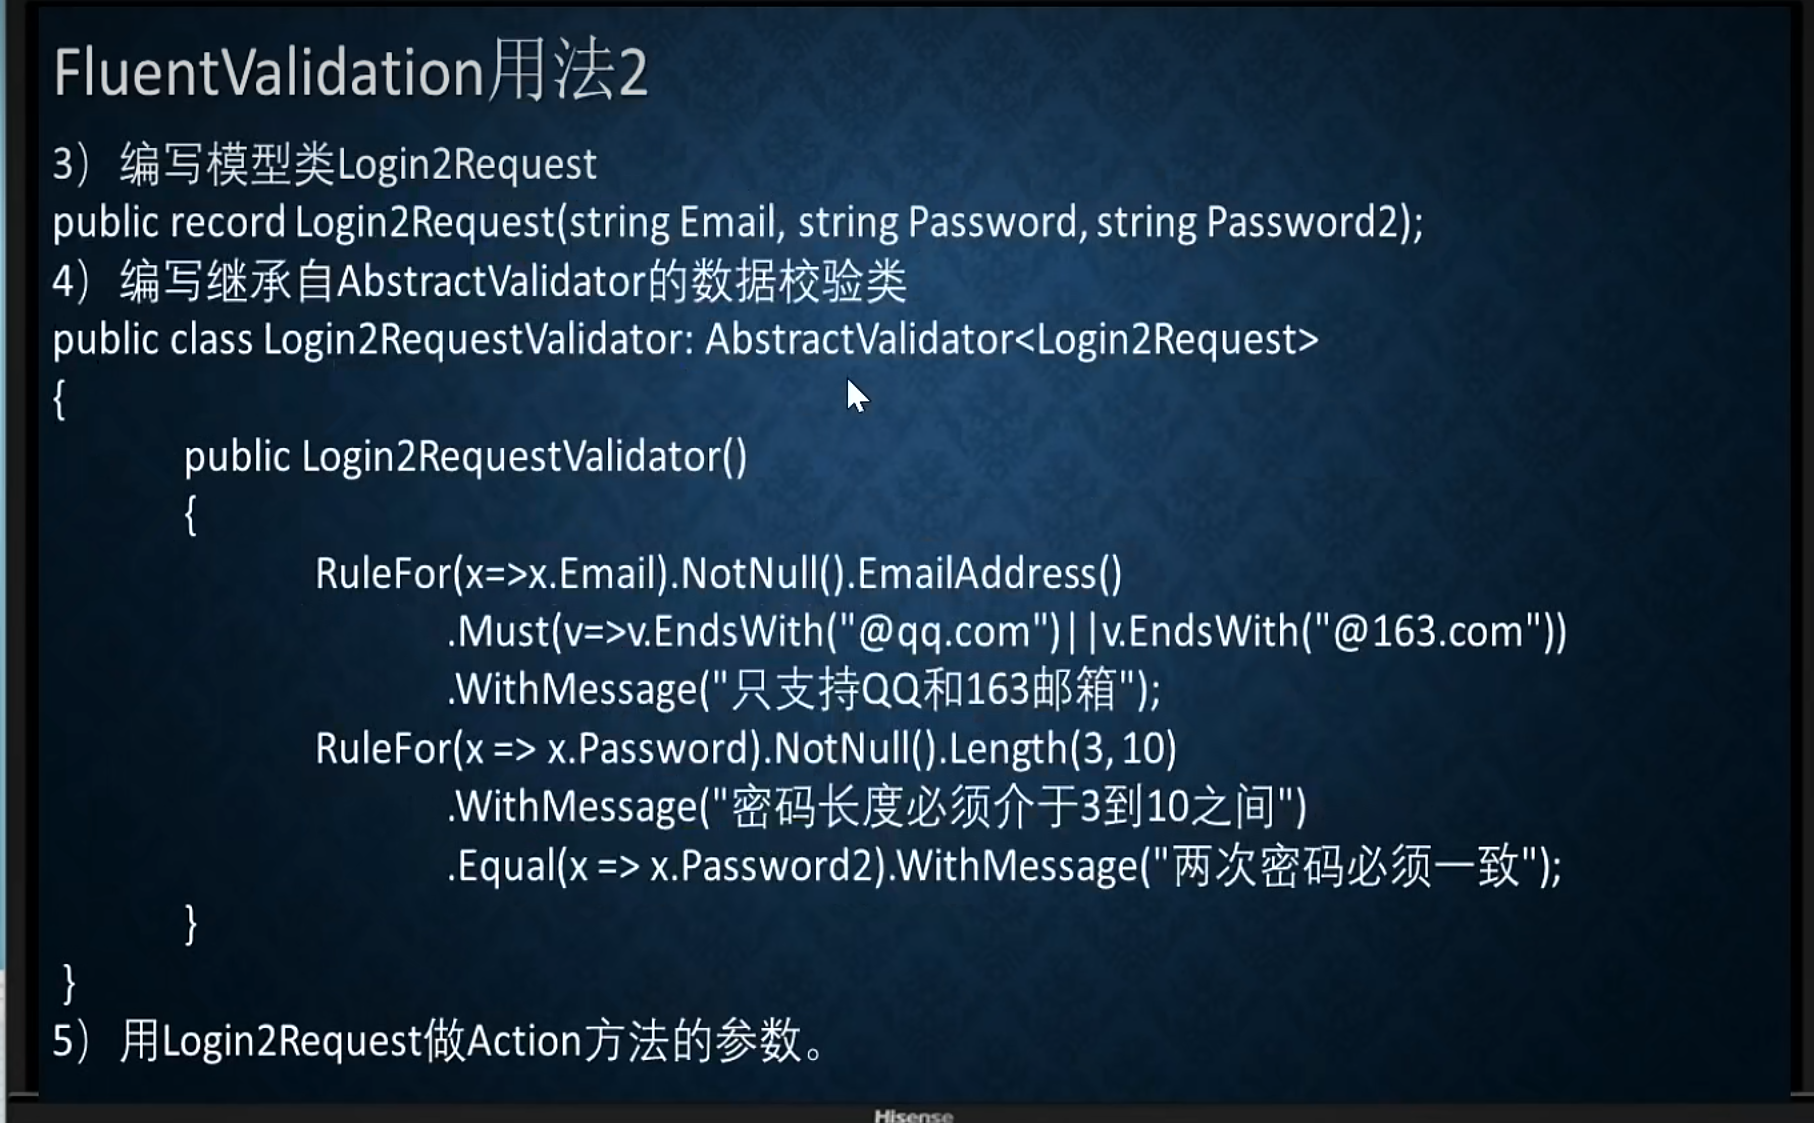 FluentValidation用法2
3）编写模型类Login2Request
public record Login2Request(string Email, string Password, string Password2);
4）编写继承自AbstractValidator的数据校验类
public class Login2RequestValidator: AbstractValidator<Login2Request>
{
public Login2RequestValidator()
{
RuleFor(x=>x.Email).NotNull().EmailAddress()
.Must(v=>v.EndsWith("@qq.com")||v.EndsWith("@163.com"))
.WithMessage("只支持QQ和163邮箱");
RuleFor(x => x.Password).NotNull().Length(3, 10)
.WithMessage("密码长度必须介于3到10之间")
.Equal(x => x.Password2).WithMessage("两次密码必须一致");
}
}
5）用Login2Request做Action方法的参数。
Hisense